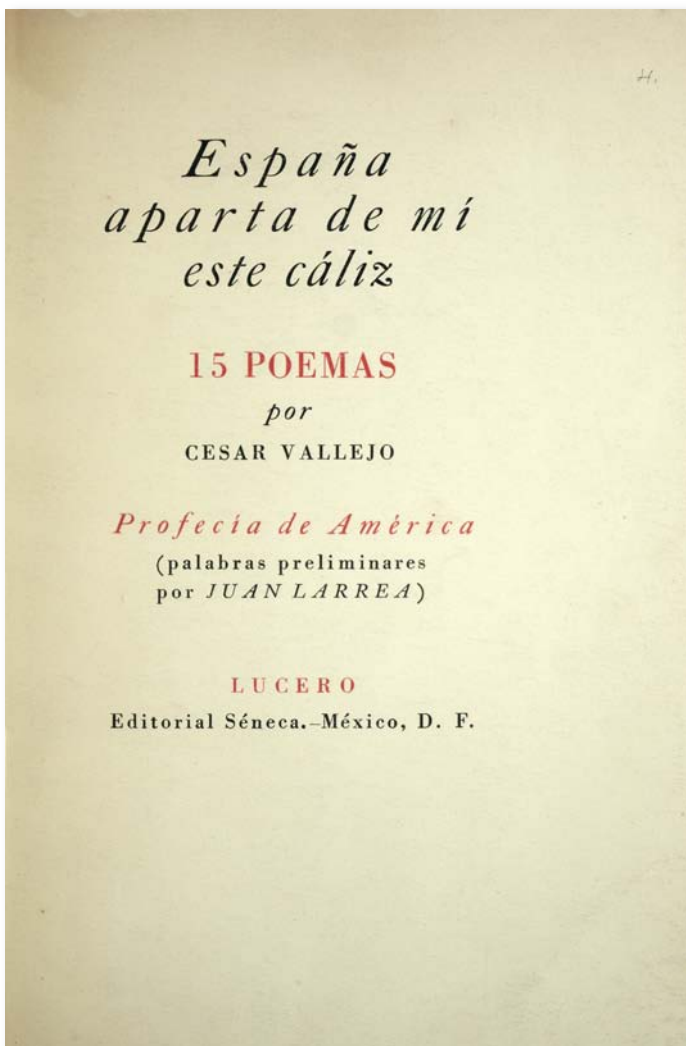 H.
España
aparta de mí
este cáliz
15 POEMAS
por
CESAR VALLEJO
Profecía de América
(palabras preliminares
por JUAN LARREA)
LUCERO
Editorial Séneca.—México, D. F.